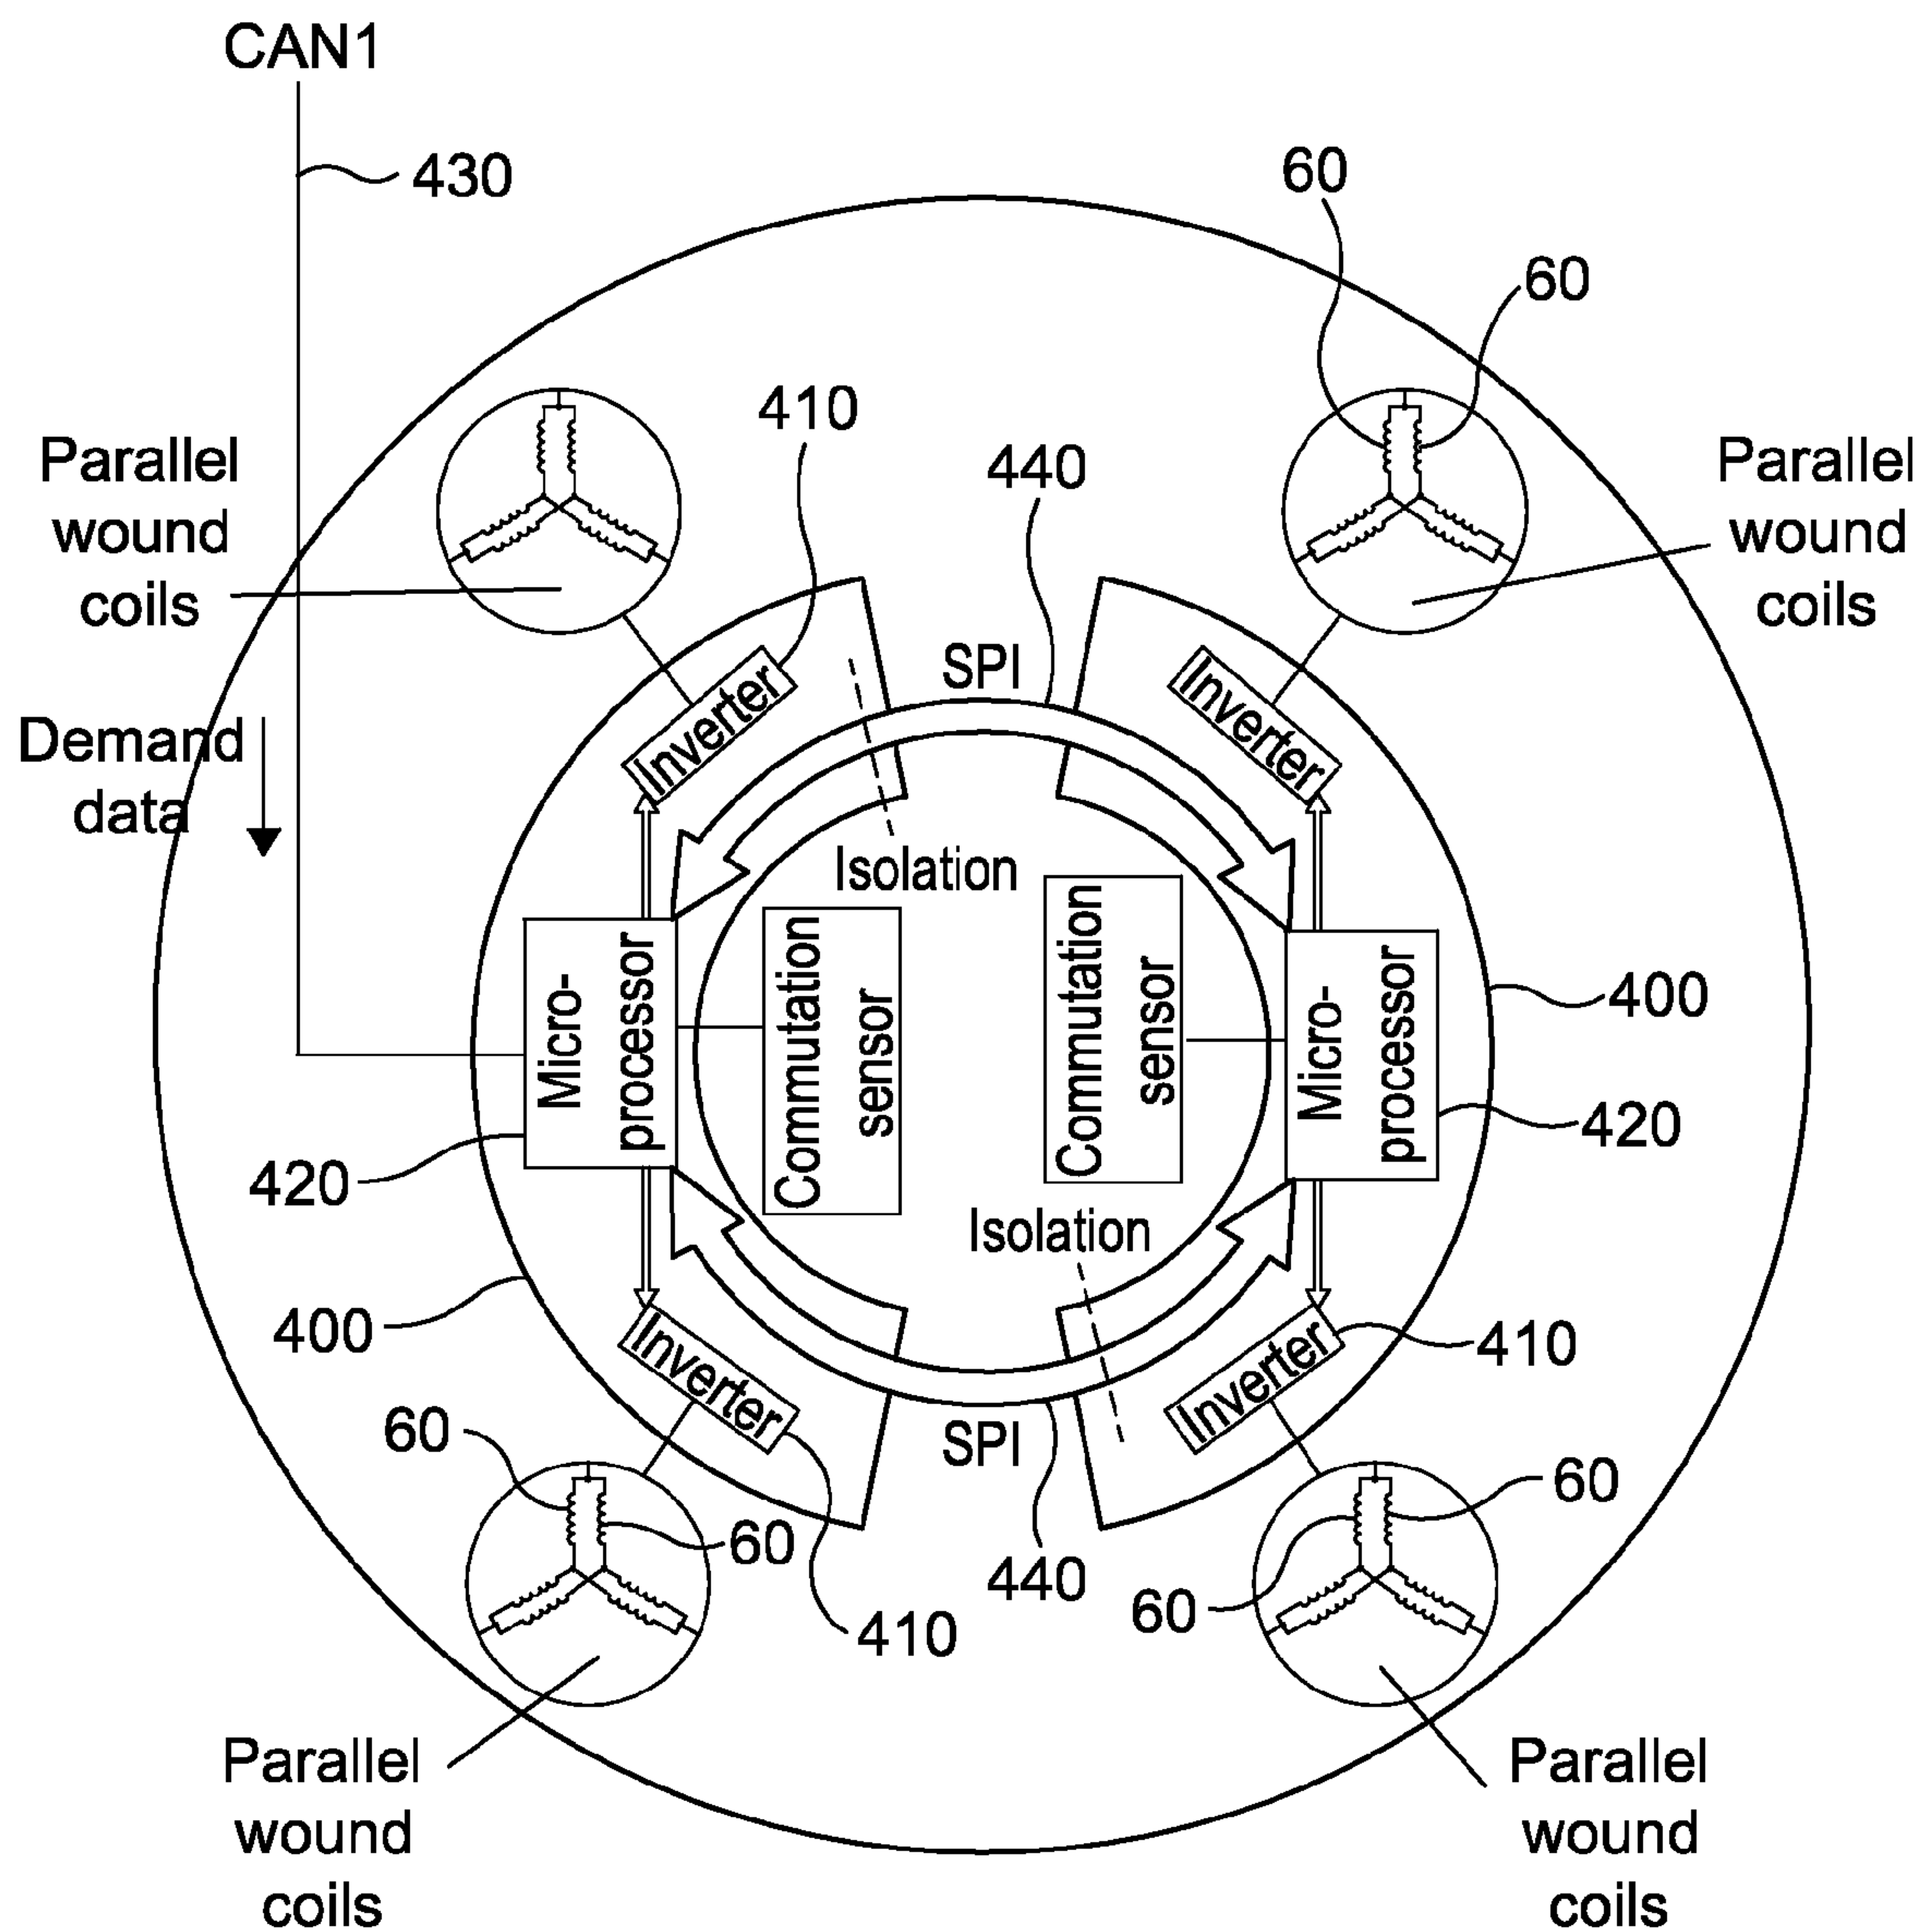 CAN1
430
60
60
410
440
Parallel
wound
coils
Parallel
wound
coils
SPI
Inverter
Inverter
Demand
data
Isolation
Micro-
processor
Commutation
sensor
Commutation
sensor
Micro-
processor
400
420
420
Isolation
400
Inverter
Inverter
410
60
SPI
60
60
440
60
410
Parallel
wound
coils
Parallel
wound
coils